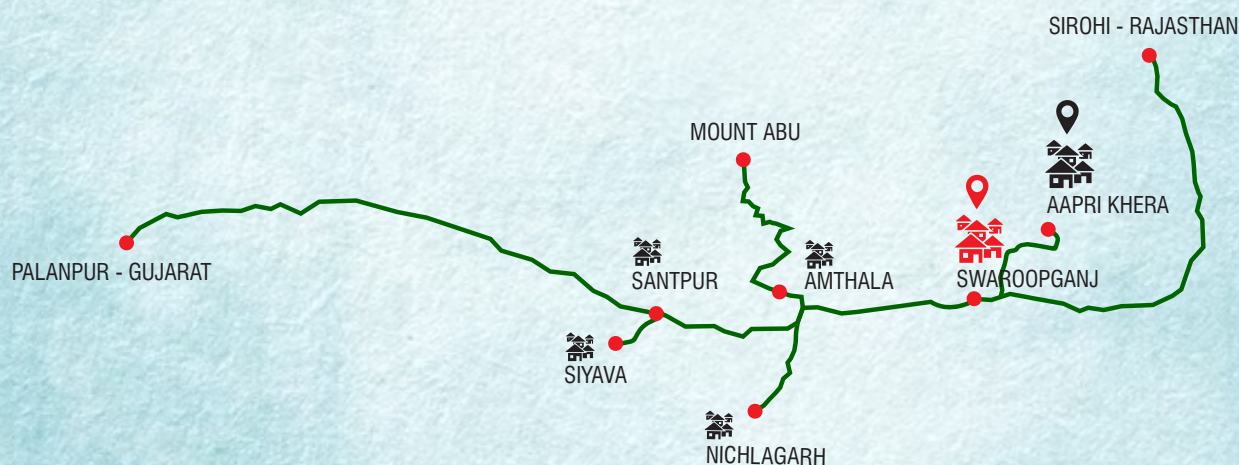 SIROHI - RAJASTHAN
MOUNT ABU
AAPRI KHERA
PALANPUR - GUJARAT
SANTPUR
AMTHALA
SWAROOPGANJ
SIYAVA
NICHLAGARH